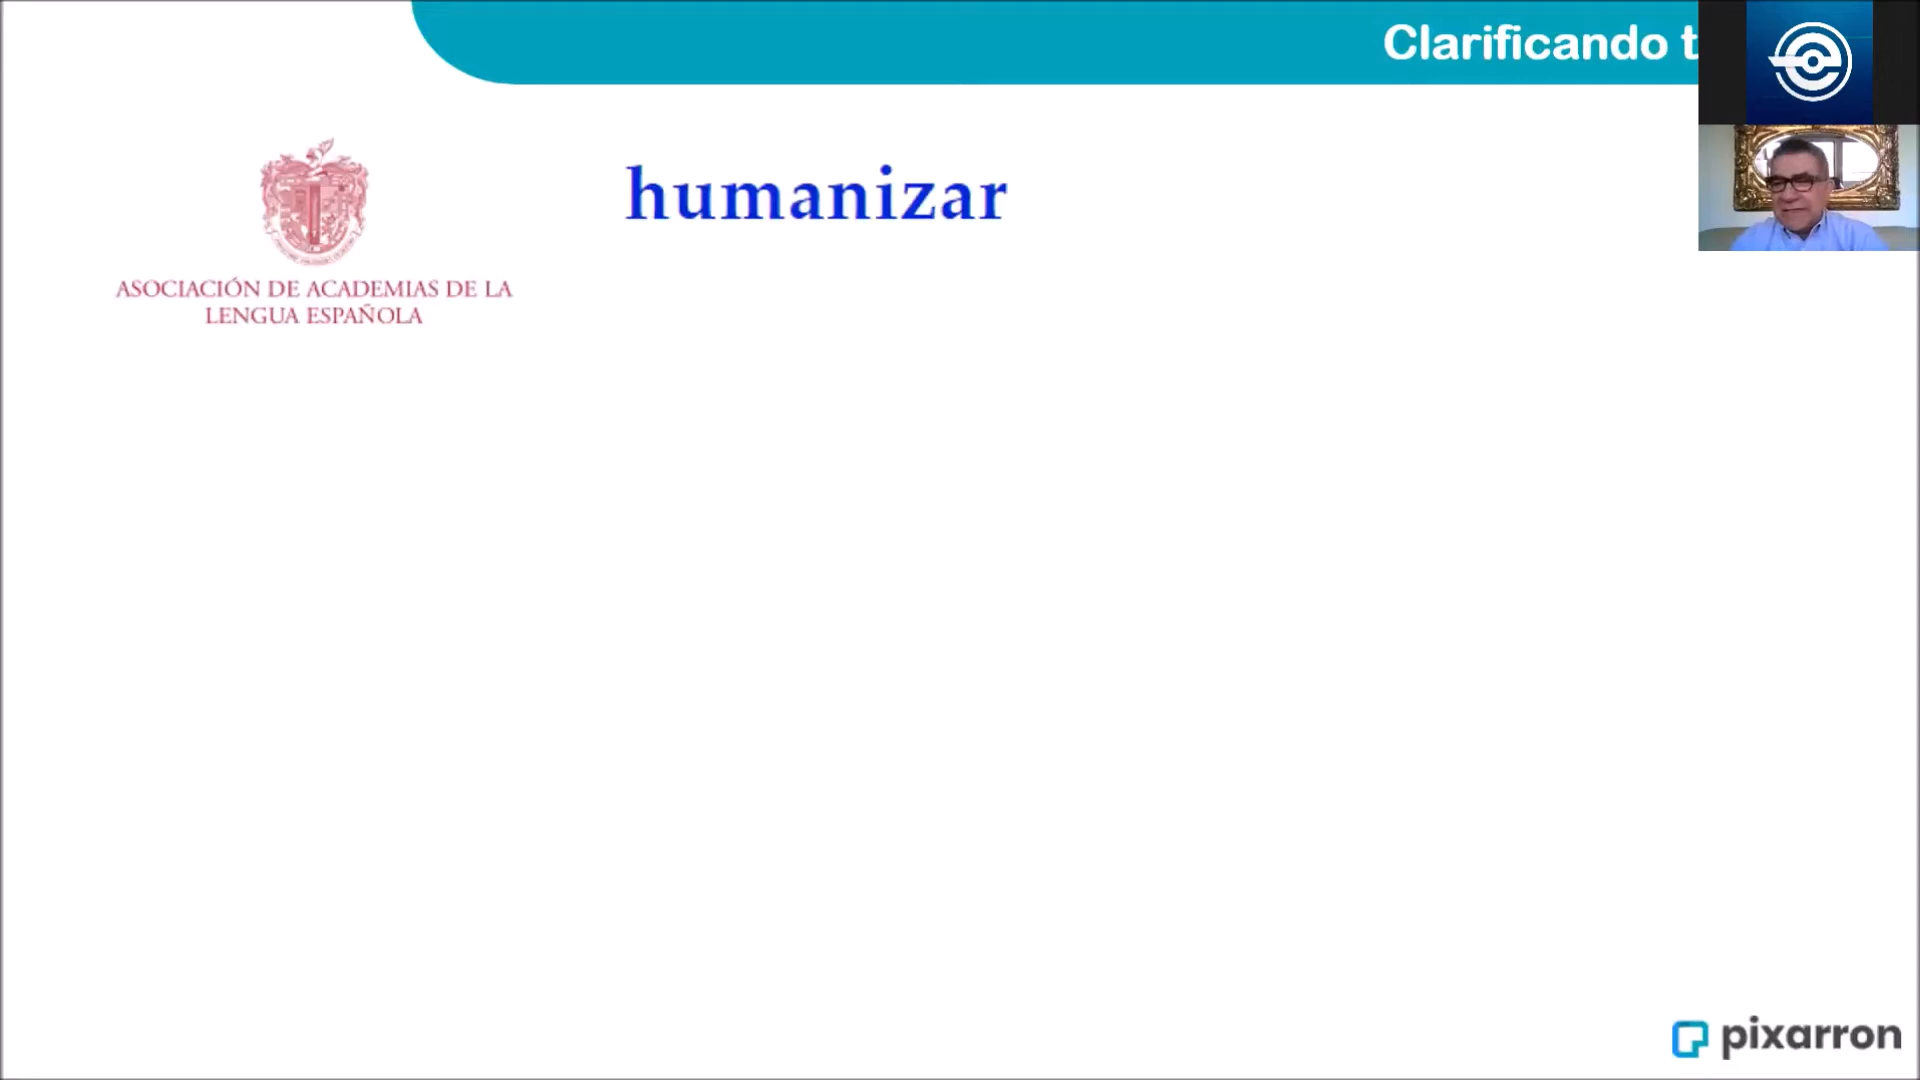 Clarificando t
humanizar
ASOCIACIÓN DE ACADEMIAS DE LA
LENGUA ESPAÑOLA
pixarron